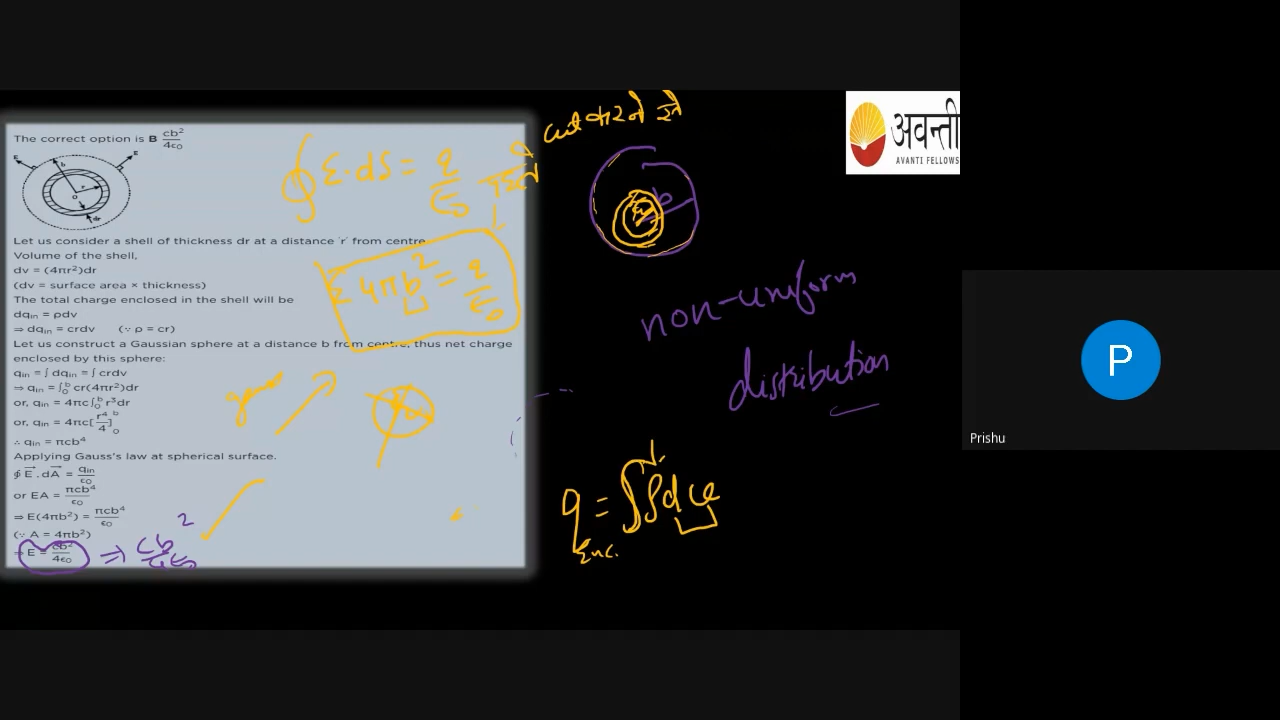 The correct option is B cb²/4ε₀
E
b
E
r
O
dr
Let us consider a shell of thickness dr at a distance 'r' from centre.
Volume of the shell,
dv = (4πr²)dr
(dv = surface area × thickness)
The total charge enclosed in the shell will be
dqᵢₙ = ρdv
⇒ dqᵢₙ = crdv (∵ ρ = cr)
Let us construct a Gaussian sphere at a distance b from centre, thus net charge
enclosed by this sphere:
qᵢₙ = ∫ dqᵢₙ = ∫ crdv
⇒ qᵢₙ = ∫₀ᵇ cr(4πr²)dr
or, qᵢₙ = 4πc∫₀ᵇ r³dr
or, qᵢₙ = 4πc[r⁴/4]₀ᵇ
∴ qᵢₙ = πcb⁴
Applying Gauss's law at spherical surface.
∮ E⃗ . dA⃗ = qᵢₙ/ε₀
or EA = πcb⁴/ε₀
⇒ E(4πb²) = πcb⁴/ε₀
(∵ A = 4πb²)
⇒ E = cb²/4ε₀ ⇒ cb²/4ε₀
∮ E·ds = q/ε₀
E 4πb² = q/ε₀
b
non-uniform
distribution
q enc. = ∫ρdv
अवन्ती
AVANTI FELLOWS
P
Prishu